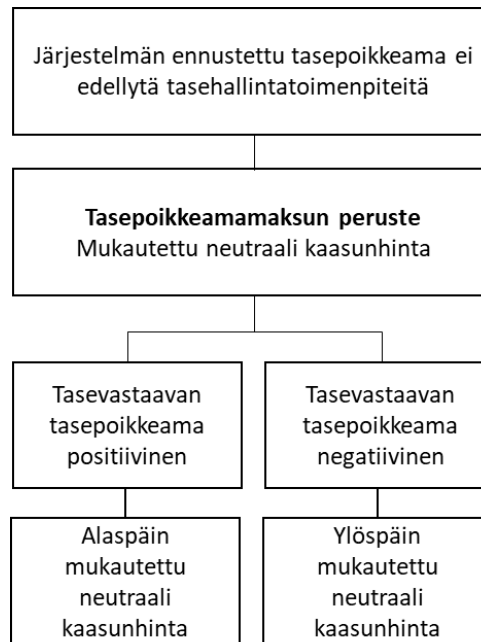 Järjestelmän ennustettu tasepoikkeama ei
edellytä tasehallintatoimenpiteitä
Tasepoikkeamamaksun peruste
Mukautettu neutraali kaasunhinta
Tasevastaavan
tasepoikkeama
positiivinen
Tasevastaavan
tasepoikkeama
negatiivinen
Alaspäin
mukautettu
neutraali
kaasunhinta
Ylöspäin
mukautettu
neutraali
kaasunhinta